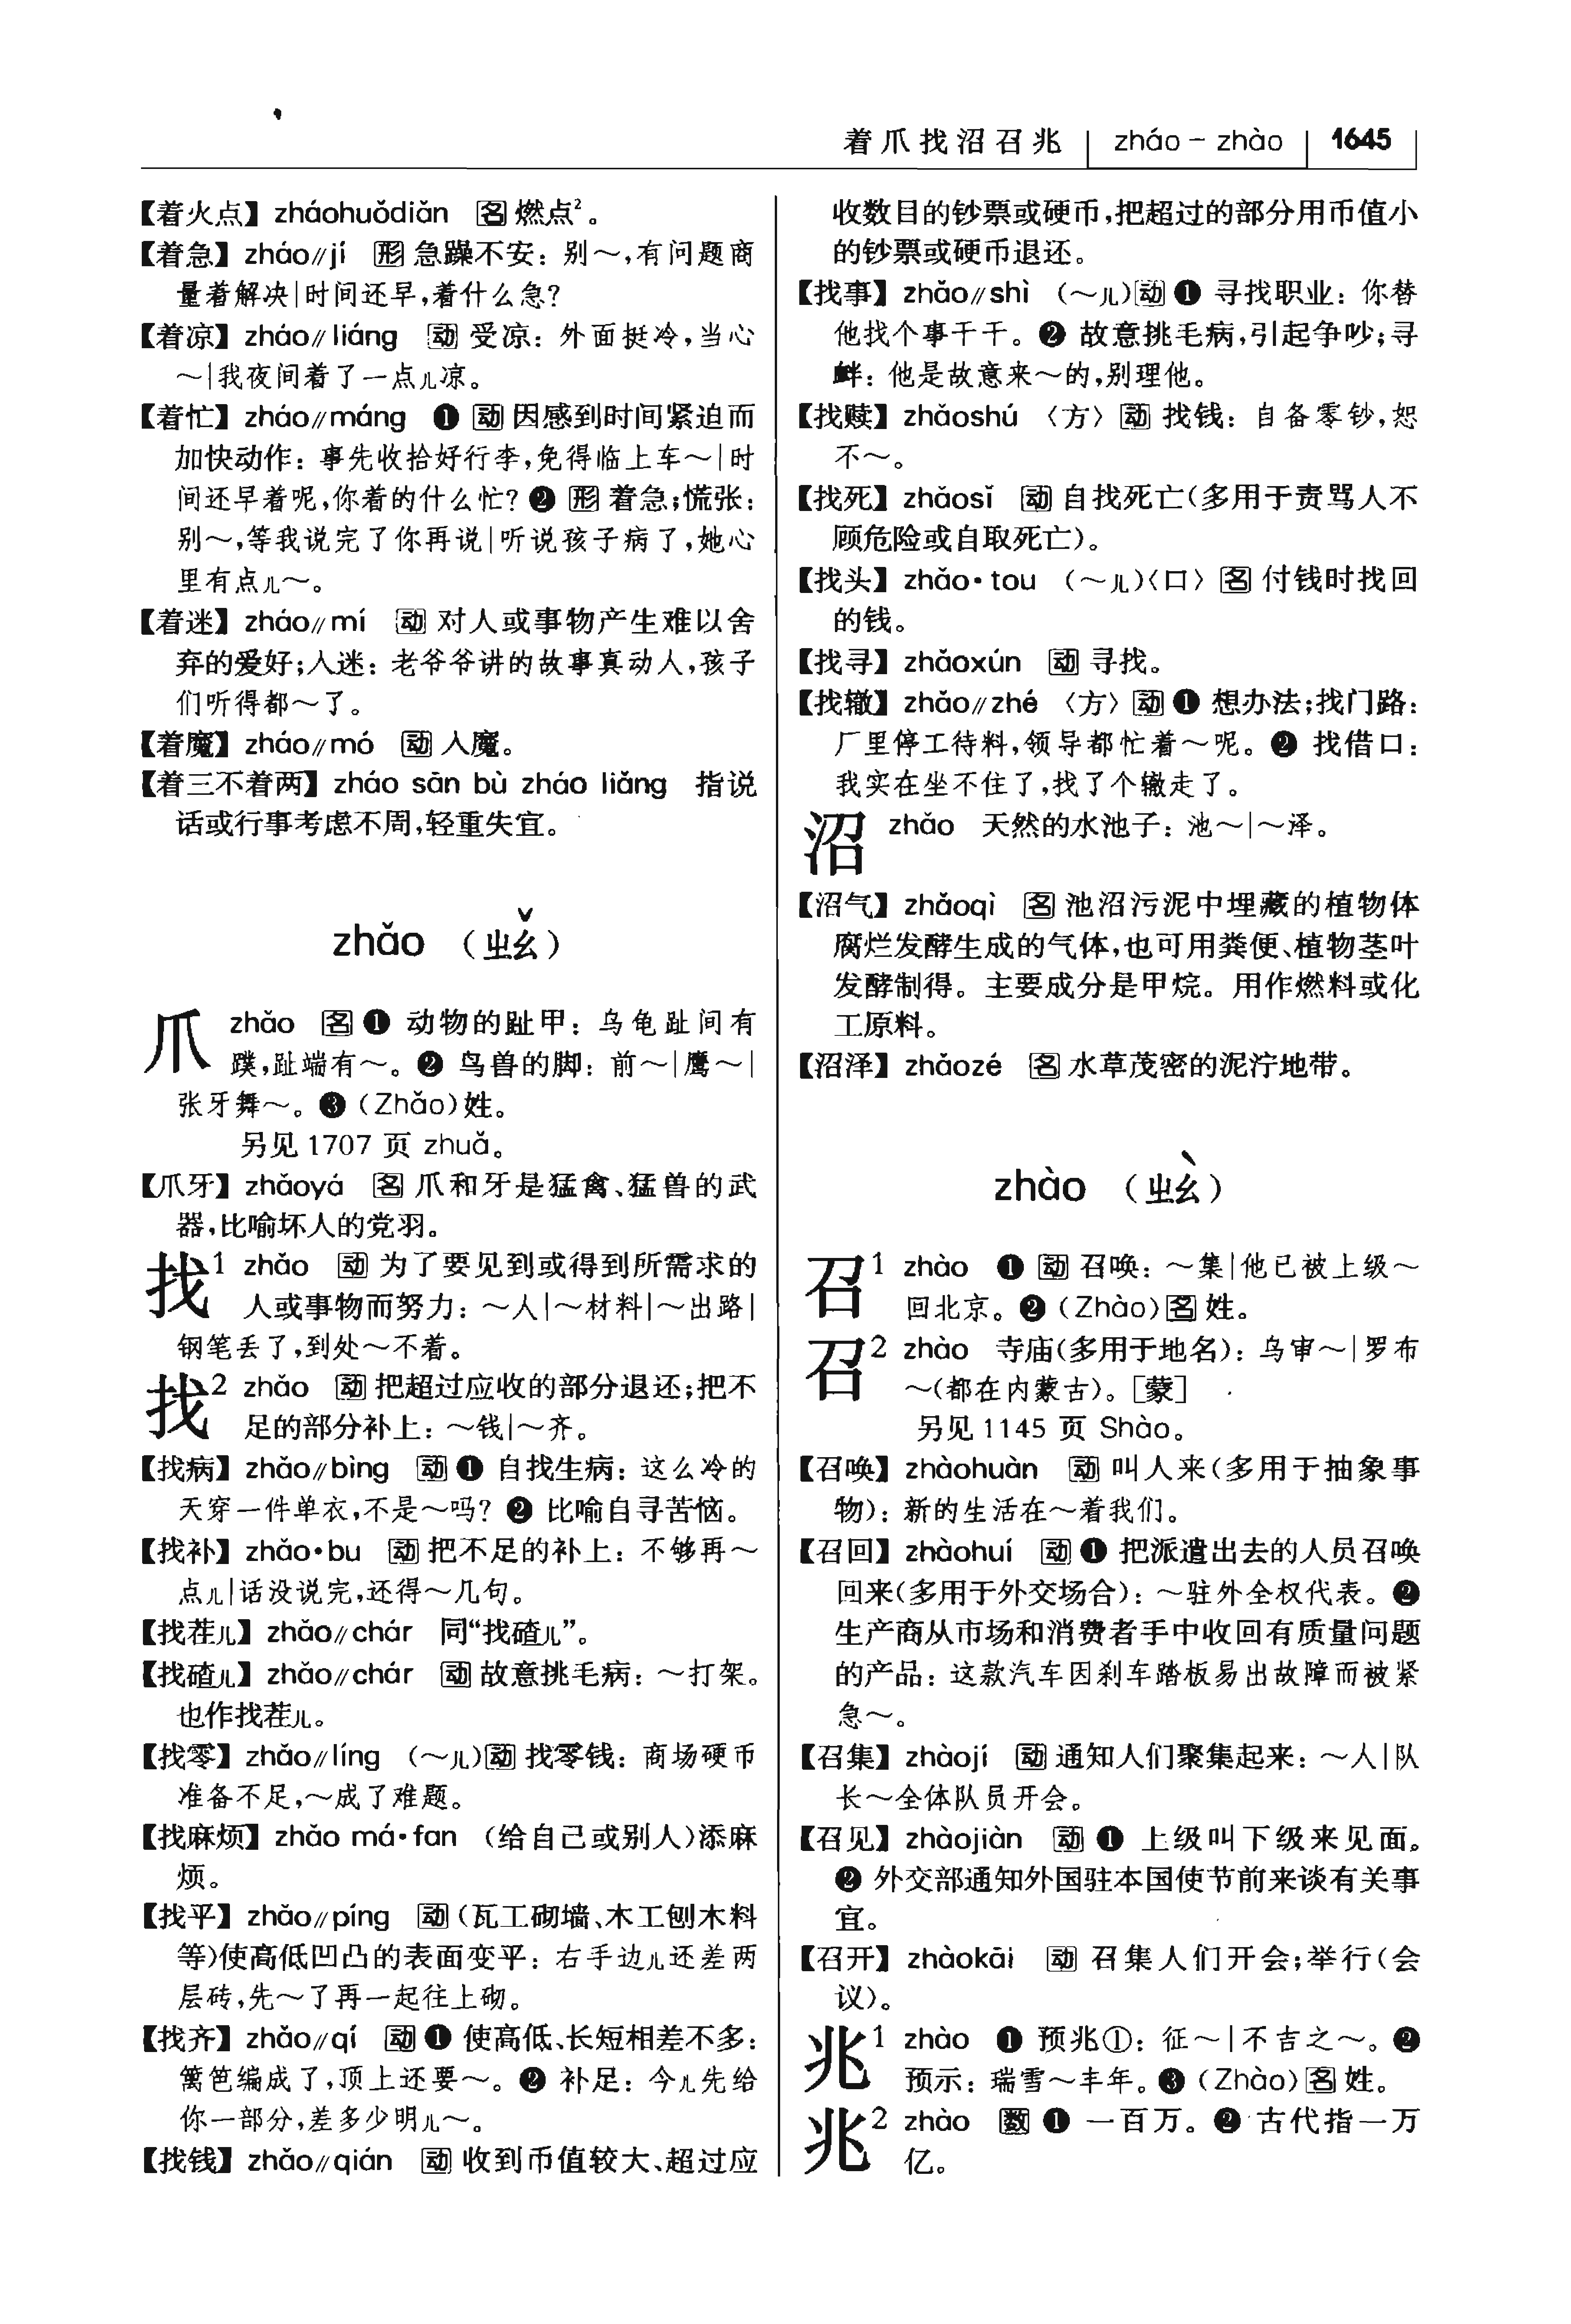 着爪找沼召兆 zháo – zhào 1645
【着火点】zháohuǒdiǎn 名 燃点²。
【着急】zháo∥jí 形 急躁不安：别～，有问题商
量着解决|时间还早，着什么急？
【着凉】zháo∥liáng 动 受凉：外面挺冷，当心
～|我夜间着了一点儿凉。
【着忙】zháo∥máng ❶ 动 因感到时间紧迫而
加快动作：事先收拾好行李，免得临上车～|时
间还早着呢，你着的什么忙？❷ 形 着急；慌张：
别～，等我说完了你再说|听说孩子病了，她心
里有点儿～。
【着迷】zháo∥mí 动 对人或事物产生难以舍
弃的爱好；入迷：老爷爷讲的故事真动人，孩子
们听得都～了。
【着魔】zháo∥mó 动 入魔。
【着三不着两】zháo sān bù zháo liǎng 指说
话或行事考虑不周，轻重失宜。
zhǎo （ㄓㄠˇ）
爪 zhǎo 名 ❶ 动物的趾甲：乌龟趾间有
蹼，趾端有～。❷ 鸟兽的脚：前～|鹰～|
张牙舞～。❸（Zhǎo）姓。
另见 1707 页 zhuǎ。
【爪牙】zhǎoyá 名 爪和牙是猛禽、猛兽的武
器，比喻坏人的党羽。
找¹ zhǎo 动 为了要见到或得到所需求的
人或事物而努力：～人|～材料|～出路|
钢笔丢了，到处～不着。
找² zhǎo 动 把超过应收的部分退还；把不
足的部分补上：～钱|～齐。
【找病】zhǎo∥bìng 动 ❶ 自找生病：这么冷的
天穿一件单衣，不是～吗？❷ 比喻自寻苦恼。
【找补】zhǎo·bu 动 把不足的补上：不够再～
点儿|话没说完，还得～几句。
【找茬儿】zhǎo∥chár 同“找碴儿”。
【找碴儿】zhǎo∥chár 动 故意挑毛病：～打架。
也作找茬儿。
【找零】zhǎo∥líng （～儿）动 找零钱：商场硬币
准备不足，～成了难题。
【找麻烦】zhǎo má·fan （给自己或别人）添麻
烦。
【找平】zhǎo∥píng 动（瓦工砌墙、木工刨木料
等）使高低凹凸的表面变平：右手边儿还差两
层砖，先～了再一起往上砌。
【找齐】zhǎo∥qí 动 ❶ 使高低、长短相差不多：
篱笆编成了，顶上还要～。❷ 补足：今儿先给
你一部分，差多少明儿～。
【找钱】zhǎo∥qián 动 收到币值较大、超过应
收数目的钞票或硬币，把超过的部分用币值小
的钞票或硬币退还。
【找事】zhǎo∥shì （～儿）动 ❶ 寻找职业：你替
他找个事干干。❷ 故意挑毛病，引起争吵；寻
衅：他是故意来～的，别理他。
【找赎】zhǎoshú 〈方〉动 找钱：自备零钞，恕
不～。
【找死】zhǎosǐ 动 自找死亡（多用于责骂人不
顾危险或自取死亡）。
【找头】zhǎo·tou （～儿）〈口〉名 付钱时找回
的钱。
【找寻】zhǎoxún 动 寻找。
【找辙】zhǎo∥zhé 〈方〉动 ❶ 想办法；找门路：
厂里停工待料，领导都忙着～呢。❷ 找借口：
我实在坐不住了，找了个辙走了。
沼 zhǎo 天然的水池子：池～|～泽。
【沼气】zhǎoqì 名 池沼污泥中埋藏的植物体
腐烂发酵生成的气体，也可用粪便、植物茎叶
发酵制得。主要成分是甲烷。用作燃料或化
工原料。
【沼泽】zhǎozé 名 水草茂密的泥泞地带。
zhào （ㄓㄠˋ）
召¹ zhào ❶ 动 召唤：～集|他已被上级～
回北京。❷（Zhào）名 姓。
召² zhào 寺庙（多用于地名）：乌审～|罗布
～（都在内蒙古）。［蒙］
另见 1145 页 Shào。
【召唤】zhàohuàn 动 叫人来（多用于抽象事
物）：新的生活在～着我们。
【召回】zhàohuí 动 ❶ 把派遣出去的人员召唤
回来（多用于外交场合）：～驻外全权代表。❷
生产商从市场和消费者手中收回有质量问题
的产品：这款汽车因刹车踏板易出故障而被紧
急～。
【召集】zhàojí 动 通知人们聚集起来：～人|队
长～全体队员开会。
【召见】zhàojiàn 动 ❶ 上级叫下级来见面。
❷ 外交部通知外国驻本国使节前来谈有关事
宜。
【召开】zhàokāi 动 召集人们开会；举行（会
议）。
兆¹ zhào ❶ 预兆①：征～|不吉之～。❷
预示：瑞雪～丰年。❸（Zhào）名 姓。
兆² zhào 数 ❶ 一百万。❷ 古代指一万
亿。